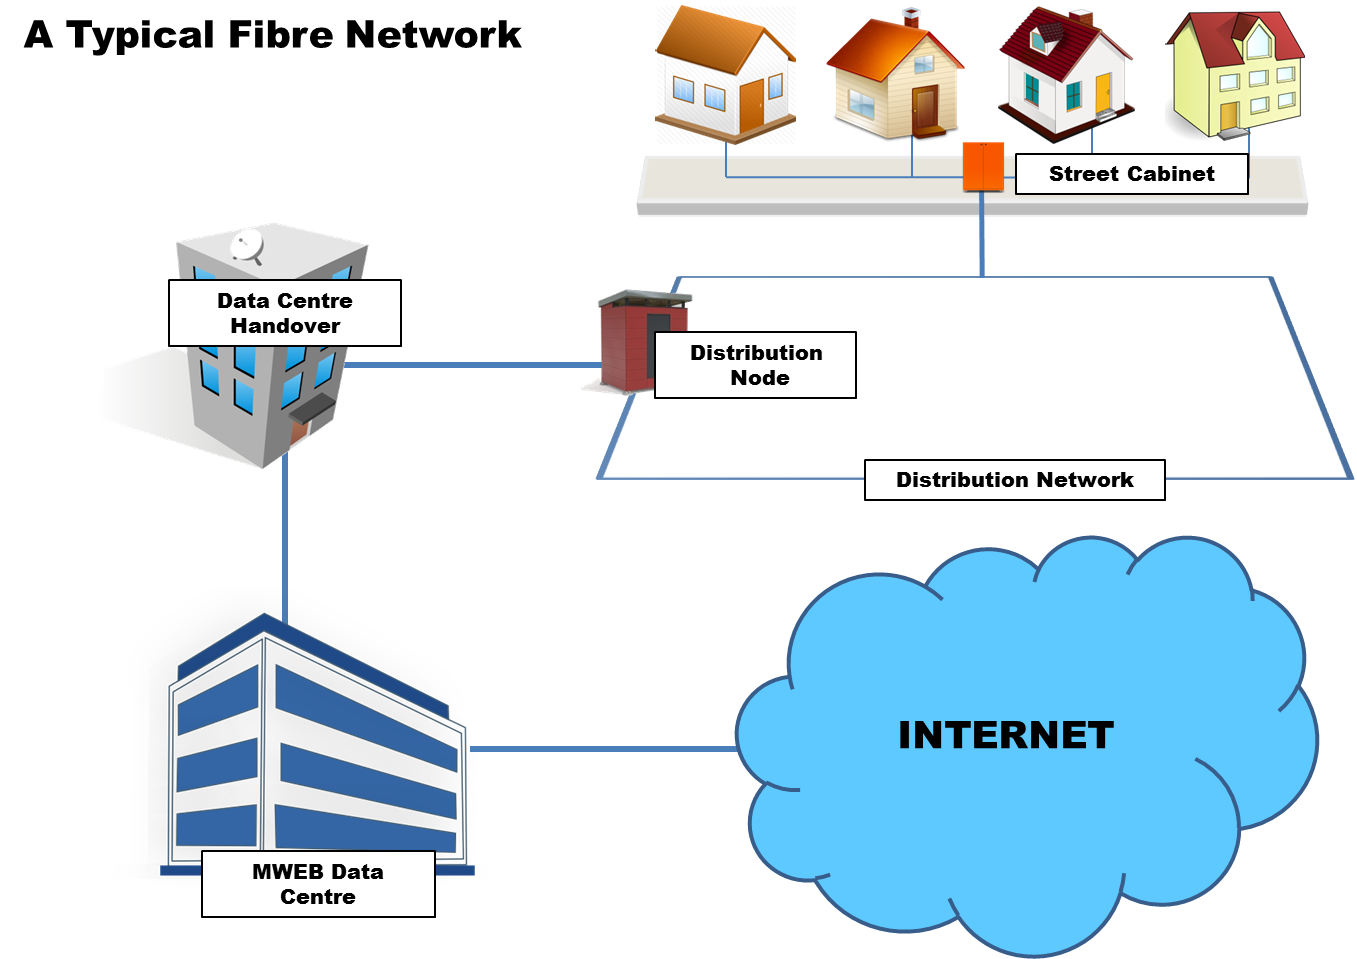 A Typical Fibre Network
Street Cabinet
Data Centre
Handover
Distribution
Node
Distribution Network
INTERNET
MWEB Data
Centre